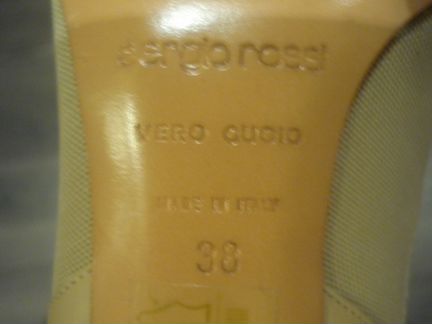 sergio rossi
VERO CUOIO
MADE IN ITALY
38